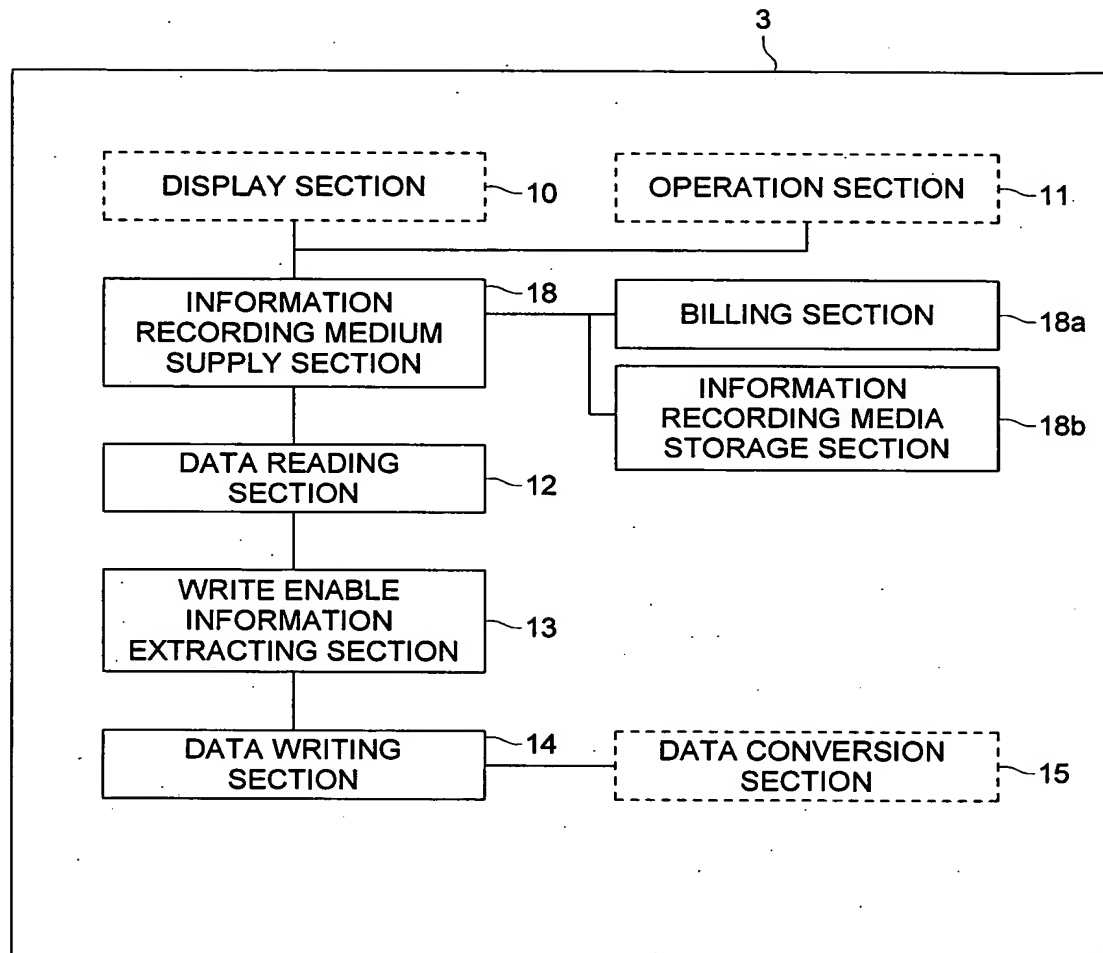 3
DISPLAY SECTION
10
OPERATION SECTION
11
INFORMATION
RECORDING MEDIUM
SUPPLY SECTION
18
BILLING SECTION
18a
INFORMATION
RECORDING MEDIA
STORAGE SECTION
18b
DATA READING
SECTION
12
WRITE ENABLE
INFORMATION
EXTRACTING SECTION
13
DATA WRITING
SECTION
14
DATA CONVERSION
SECTION
15